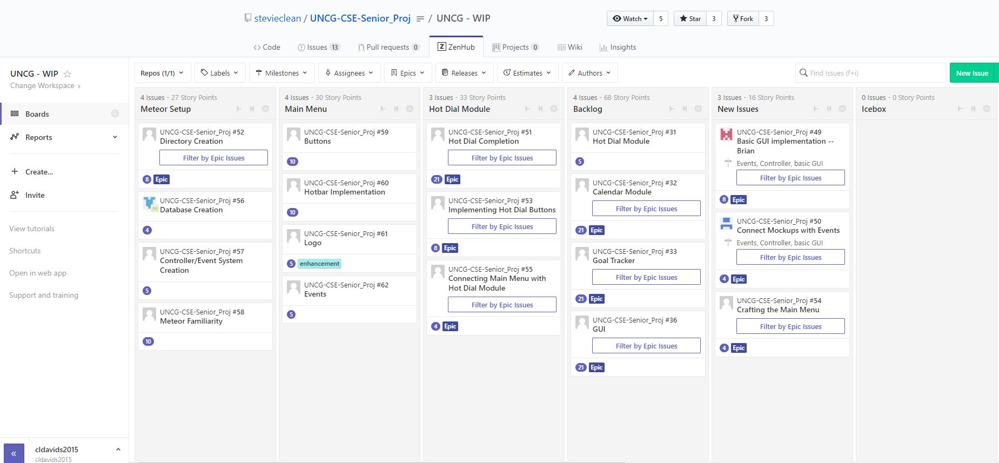 stevieclean / UNCG-CSE-Senior_Proj / UNCG - WIP
Watch 5 Star 3 Fork 3
Code Issues 13 Pull requests 0 Z ZenHub Projects 0 Wiki Insights
UNCG - WIP
Change Workspace
Boards
Reports
Create...
Invite
View tutorials
Shortcuts
Open in web app
Support and training
cldavids2015
cldavids2015
Repos (1/1) Labels Milestones Assignees Epics Releases Estimates Authors
Find Issues (f+i)
New Issue
4 Issues - 27 Story Points
Meteor Setup
UNCG-CSE-Senior_Proj #52
Directory Creation
Filter by Epic Issues
8 Epic
UNCG-CSE-Senior_Proj #56
Database Creation
4
UNCG-CSE-Senior_Proj #57
Controller/Event System
Creation
5
UNCG-CSE-Senior_Proj #58
Meteor Familiarity
10
4 Issues - 30 Story Points
Main Menu
UNCG-CSE-Senior_Proj #59
Buttons
10
UNCG-CSE-Senior_Proj #60
Hotbar Implementation
10
UNCG-CSE-Senior_Proj #61
Logo
5 enhancement
UNCG-CSE-Senior_Proj #62
Events
5
3 Issues - 33 Story Points
Hot Dial Module
UNCG-CSE-Senior_Proj #51
Hot Dial Completion
Filter by Epic Issues
21 Epic
UNCG-CSE-Senior_Proj #53
Implementing Hot Dial Buttons
Filter by Epic Issues
8 Epic
UNCG-CSE-Senior_Proj #55
Connecting Main Menu with
Hot Dial Module
Filter by Epic Issues
4 Epic
4 Issues - 68 Story Points
Backlog
UNCG-CSE-Senior_Proj #31
Hot Dial Module
5
UNCG-CSE-Senior_Proj #32
Calendar Module
Filter by Epic Issues
21 Epic
UNCG-CSE-Senior_Proj #33
Goal Tracker
Filter by Epic Issues
21 Epic
UNCG-CSE-Senior_Proj #36
GUI
Filter by Epic Issues
21 Epic
3 Issues - 16 Story Points
New Issues
UNCG-CSE-Senior_Proj #49
Basic GUI implementation --
Brian
Events, Controller, basic GUI
Filter by Epic Issues
8 Epic
UNCG-CSE-Senior_Proj #50
Connect Mockups with Events
Events, Controller, basic GUI
Filter by Epic Issues
4 Epic
UNCG-CSE-Senior_Proj #54
Crafting the Main Menu
Filter by Epic Issues
4 Epic
0 Issues - 0 Story Points
Icebox